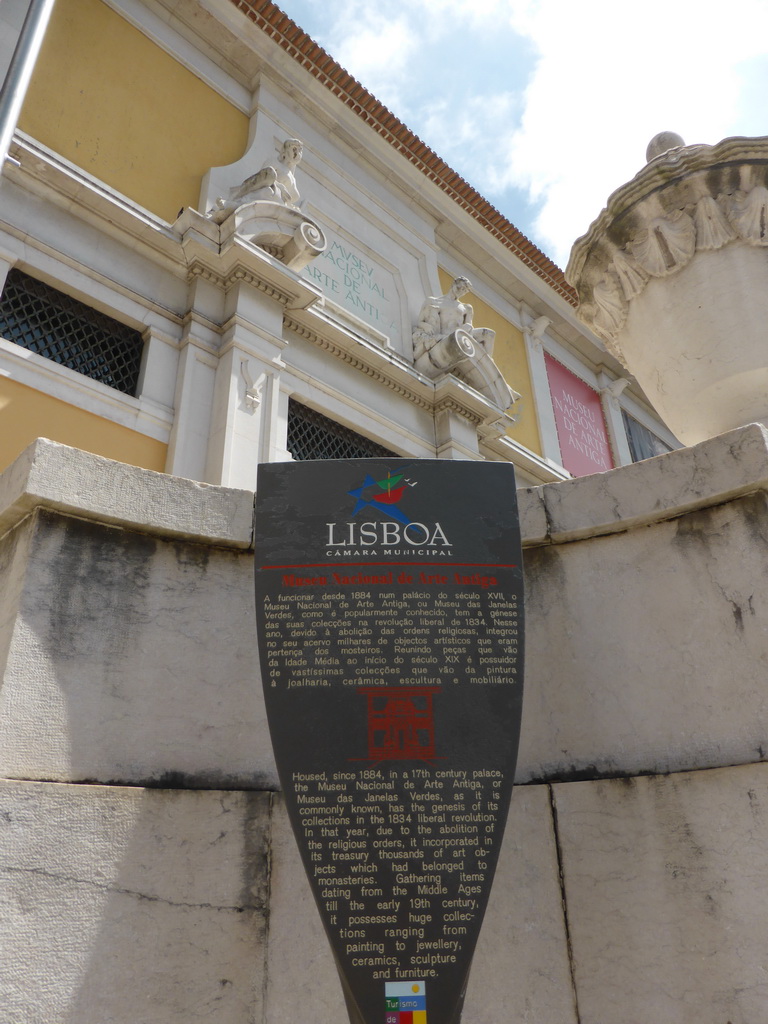 MVSEV
NACIONAL
DE
ARTE ANTI
MUSEU
NACIONAL
DE ARTE
ANTIGA
LISBOA
CÂMARA MUNICIPAL
Museu Nacional de Arte Antiga
A funcionar desde 1884 num palácio do século XVII, o
Museu Nacional de Arte Antiga, ou Museu das Janelas
Verdes, como é popularmente conhecido, tem a génese
das suas colecções na revolução liberal de 1834. Nesse
ano, devido à abolição das ordens religiosas, integrou
no seu acervo milhares de objectos artísticos que eram
pertença dos mosteiros. Reunindo peças que vão
da Idade Média ao início do século XIX é possuidor
de vastíssimas colecções que vão da pintura
à joalharia, cerâmica, escultura e mobiliário.
Housed, since 1884, in a 17th century palace,
the Museu Nacional de Arte Antiga, or
Museu das Janelas Verdes, as it is
commonly known, has the genesis of its
collections in the 1834 liberal revolution.
In that year, due to the abolition of
the religious orders, it incorporated in
its treasury thousands of art ob-
jects which had belonged to
monasteries. Gathering items
dating from the Middle Ages
till the early 19th century,
it possesses huge collec-
tions ranging from
painting to jewellery,
ceramics, sculpture
and furniture.
Turismo
de